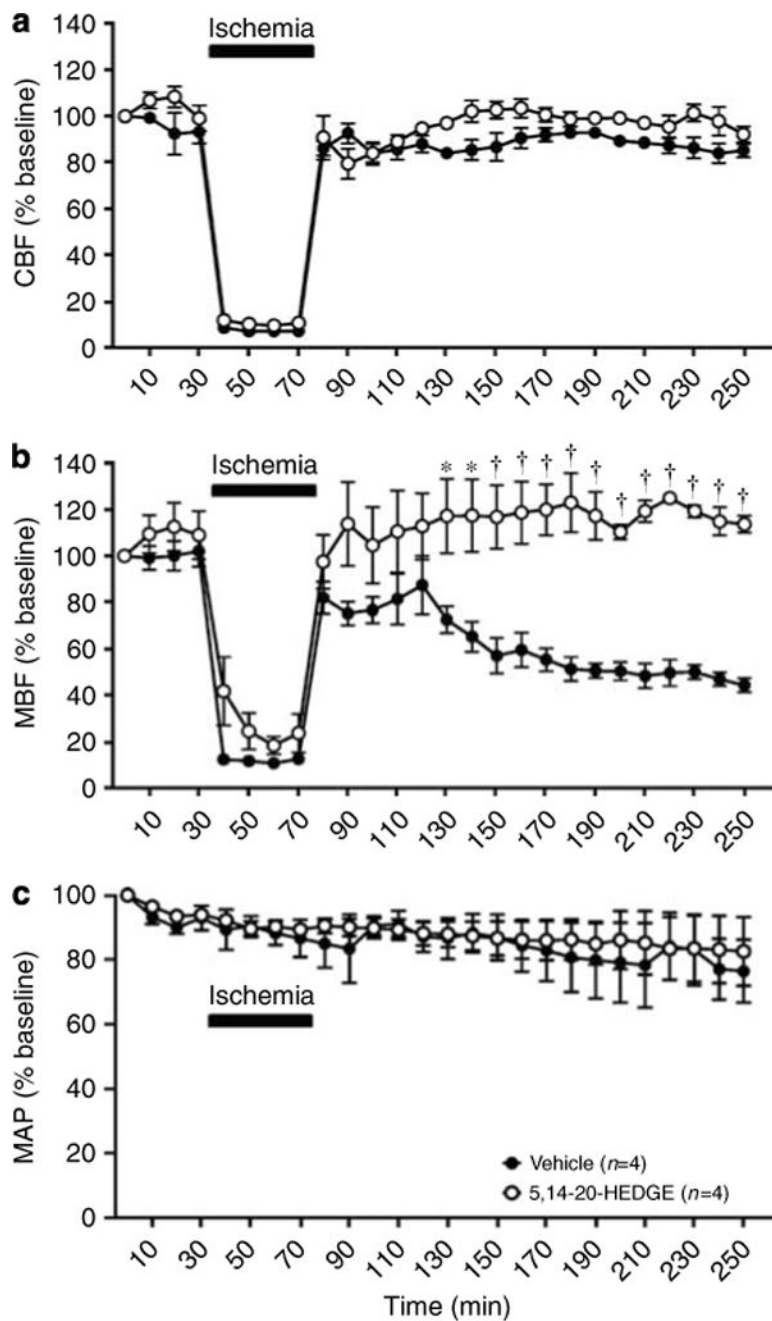 a
Ischemia
CBF (% baseline)
140
120
100
80
60
40
20
0
10 30 50 70 90 110 130 150 170 190 210 230 250
b
Ischemia
MBF (% baseline)
140
120
100
80
60
40
20
0
* * † † † † † † † † † † †
10 30 50 70 90 110 130 150 170 190 210 230 250
c
Ischemia
MAP (% baseline)
100
80
60
40
20
0
Vehicle (n=4)
5,14-20-HEDGE (n=4)
10 30 50 70 90 110 130 150 170 190 210 230 250
Time (min)